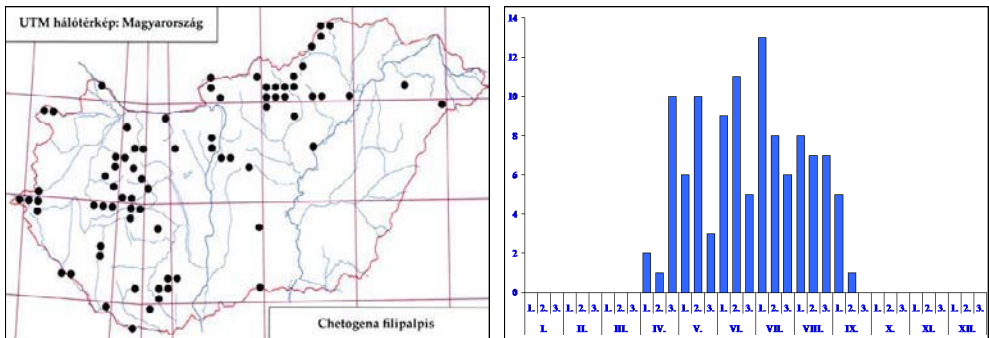 UTM hálótérkép: Magyarország
Chetogena filipalpis
14
12
10
8
6
4
2
0
1. 2. 3. 1. 2. 3. 1. 2. 3. 1. 2. 3. 1. 2. 3. 1. 2. 3. 1. 2. 3. 1. 2. 3. 1. 2. 3. 1. 2. 3. 1. 2. 3. 1. 2. 3.
I. II. III. IV. V. VI. VII. VIII. IX. X. XI. XII.